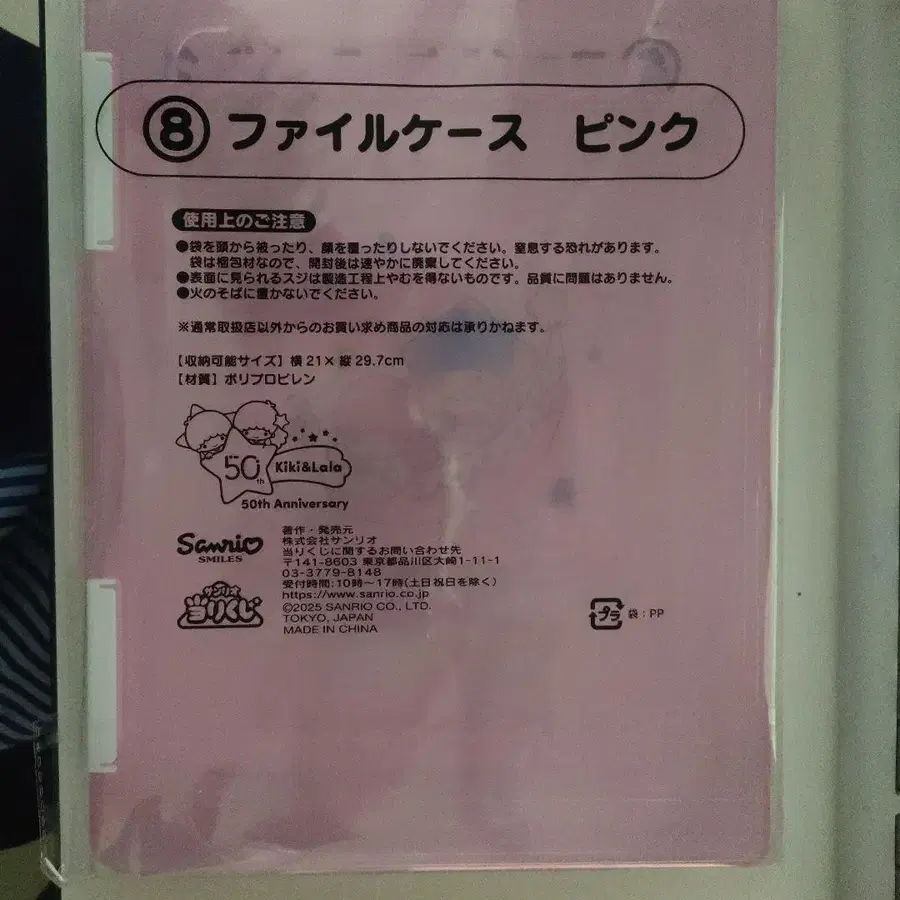 ⑧ ファイルケース ピンク
使用上のご注意
●袋を頭から被ったり、顔を覆ったりしないでください。窒息する恐れがあります。
袋は梱包材なので、開封後は速やかに廃棄してください。
●表面に見られるスジは製造工程上やむを得ないものです。品質に問題はありません。
●火のそばに置かないでください。
※通常取扱店以外からのお買い求め商品の対応は承りかねます。
【収納可能サイズ】横21×縦29.7cm
【材質】ポリプロピレン
50th
Kiki&Lala
50th Anniversary
Sanrio
SMILES
サンリオ
当りくじ
著作・発売元
株式会社サンリオ
当りくじに関するお問い合わせ先
〒141-8603 東京都品川区大崎1-11-1
03-3779-8148
受付時間:10時〜17時(土日祝日を除く)
https://www.sanrio.co.jp
©2025 SANRIO CO., LTD.
TOKYO, JAPAN
MADE IN CHINA
プラ 袋:PP